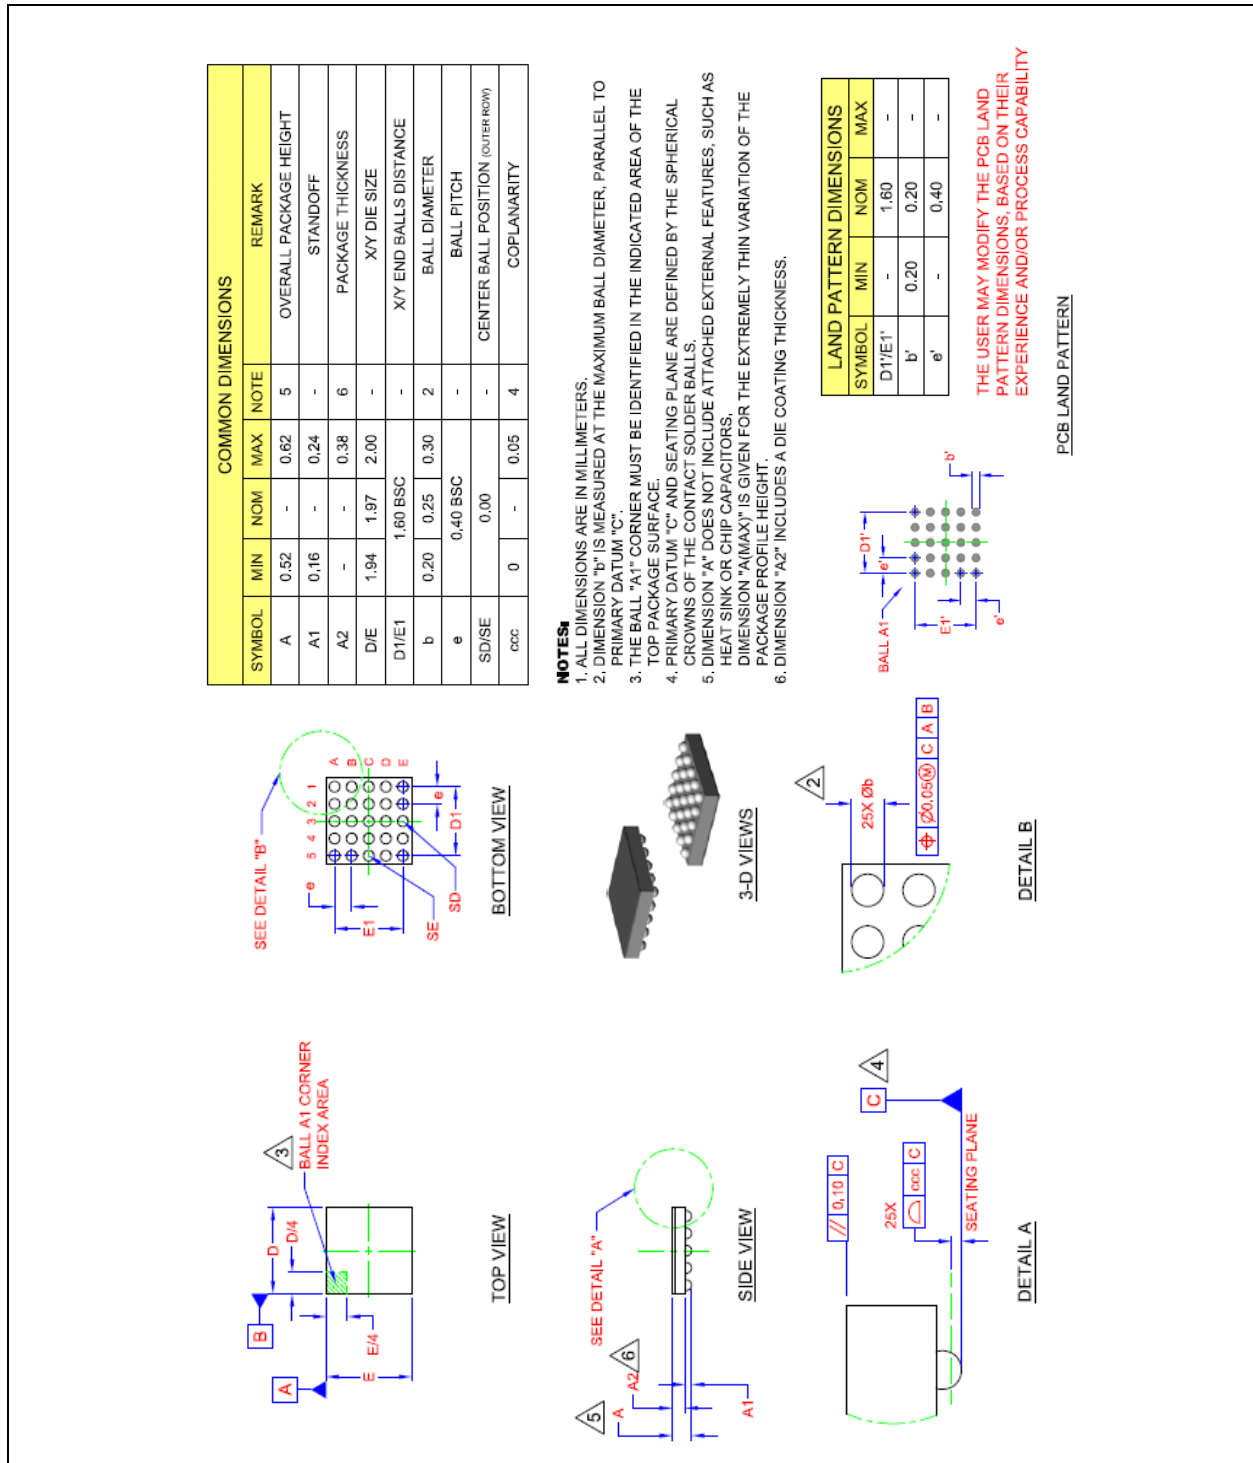 COMMON DIMENSIONS
SYMBOL MIN NOM MAX NOTE REMARK
A 0.52 - 0.62 5 OVERALL PACKAGE HEIGHT
A1 0.16 - 0.24 - STANDOFF
A2 - - 0.38 6 PACKAGE THICKNESS
D/E 1.94 1.97 2.00 - X/Y DIE SIZE
D1/E1 1.60 BSC - X/Y END BALLS DISTANCE
b 0.20 0.25 0.30 2 BALL DIAMETER
e 0.40 BSC - BALL PITCH
SD/SE 0.00 - CENTER BALL POSITION (OUTER ROW)
ccc 0 - 0.05 4 COPLANARITY
NOTES:
1. ALL DIMENSIONS ARE IN MILLIMETERS.
2. DIMENSION "b" IS MEASURED AT THE MAXIMUM BALL DIAMETER, PARALLEL TO
PRIMARY DATUM "C".
3. THE BALL "A1" CORNER MUST BE IDENTIFIED IN THE INDICATED AREA OF THE
TOP PACKAGE SURFACE.
4. PRIMARY DATUM "C" AND SEATING PLANE ARE DEFINED BY THE SPHERICAL
CROWNS OF THE CONTACT SOLDER BALLS.
5. DIMENSION "A" DOES NOT INCLUDE ATTACHED EXTERNAL FEATURES, SUCH AS
HEAT SINK OR CHIP CAPACITORS.
DIMENSION "A(MAX)" IS GIVEN FOR THE EXTREMELY THIN VARIATION OF THE
PACKAGE PROFILE HEIGHT.
6. DIMENSION "A2" INCLUDES A DIE COATING THICKNESS.
LAND PATTERN DIMENSIONS
SYMBOL MIN NOM MAX
D1'/E1' - 1.60 -
b' 0.20 0.20 -
e' - 0.40 -
THE USER MAY MODIFY THE PCB LAND
PATTERN DIMENSIONS, BASED ON THEIR
EXPERIENCE AND/OR PROCESS CAPABILITY
BALL A1
e'
D1'
E1'
e'
b'
PCB LAND PATTERN
SEE DETAIL "B"
5 4 3 2 1
A
B
C
D
E
e
E1
SE
SD
e
D1
BOTTOM VIEW
3-D VIEWS
2
25X Øb
Ø0.05 M C A B
DETAIL B
B
A
D
D/4
3
BALL A1 CORNER
INDEX AREA
E/4
E
TOP VIEW
SEE DETAIL "A"
5
A
6
A2
A1
SIDE VIEW
// 0.10 C
25X
ccc C
C
4
SEATING PLANE
DETAIL A